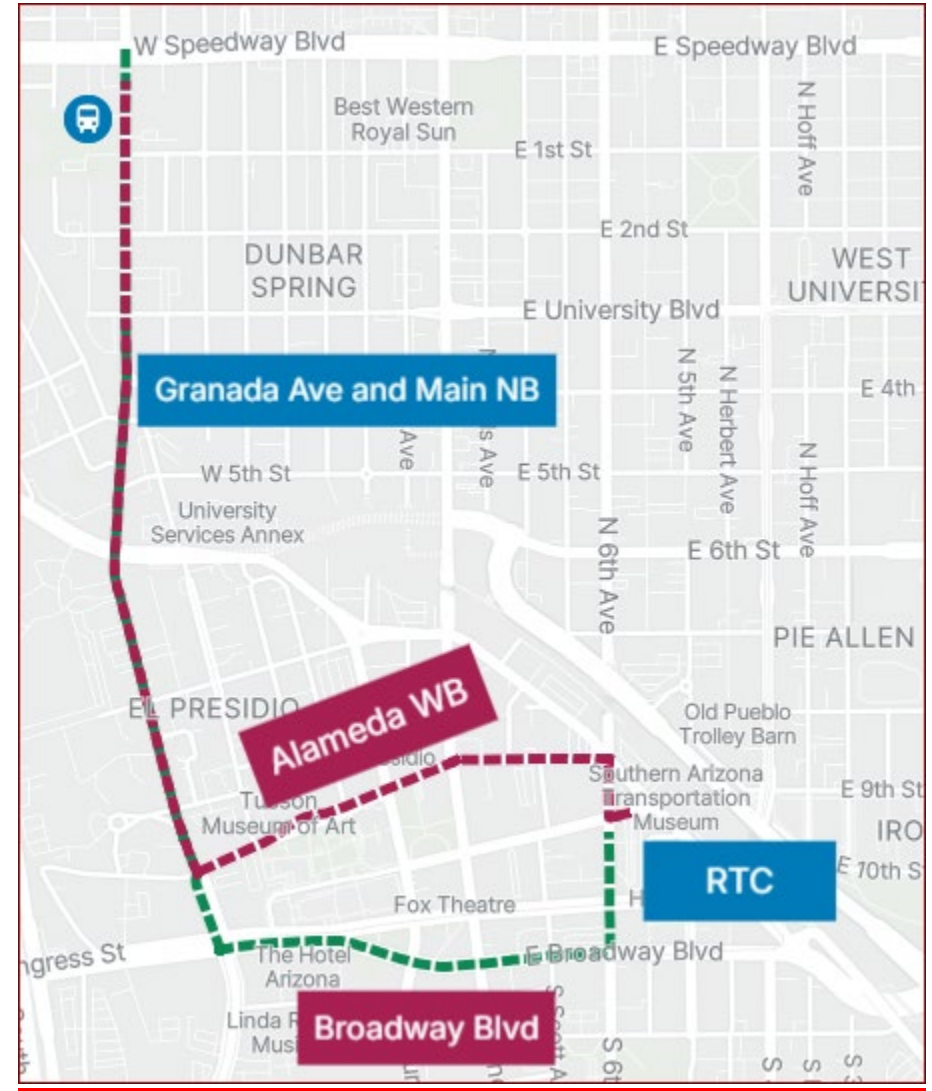 W Speedway Blvd
E Speedway Blvd
Best Western
Royal Sun
N Hoff Ave
E 1st St
E 2nd St
DUNBAR
SPRING
WEST
UNIVERSI
E University Blvd
Granada Ave and Main NB
Ave
s Ave
N 5th Ave
N Herbert Ave
E 4th
W 5th St
E 5th St
N Hoff Ave
University
Services Annex
N 6th Ave
E 6th St
PIE ALLEN
EL PRESIDIO
Alameda WB
Old Pueblo
Trolley Barn
Southern Arizona
Transportation
Museum
Tucson
Museum of Art
E 9th St
IRO
RTC
E 10th S
Fox Theatre
H
ngress St
The Hotel
Arizona
E Broadway Blvd
Broadway Blvd
Linda
Mus
S Scott A
S 6t
S
S
S